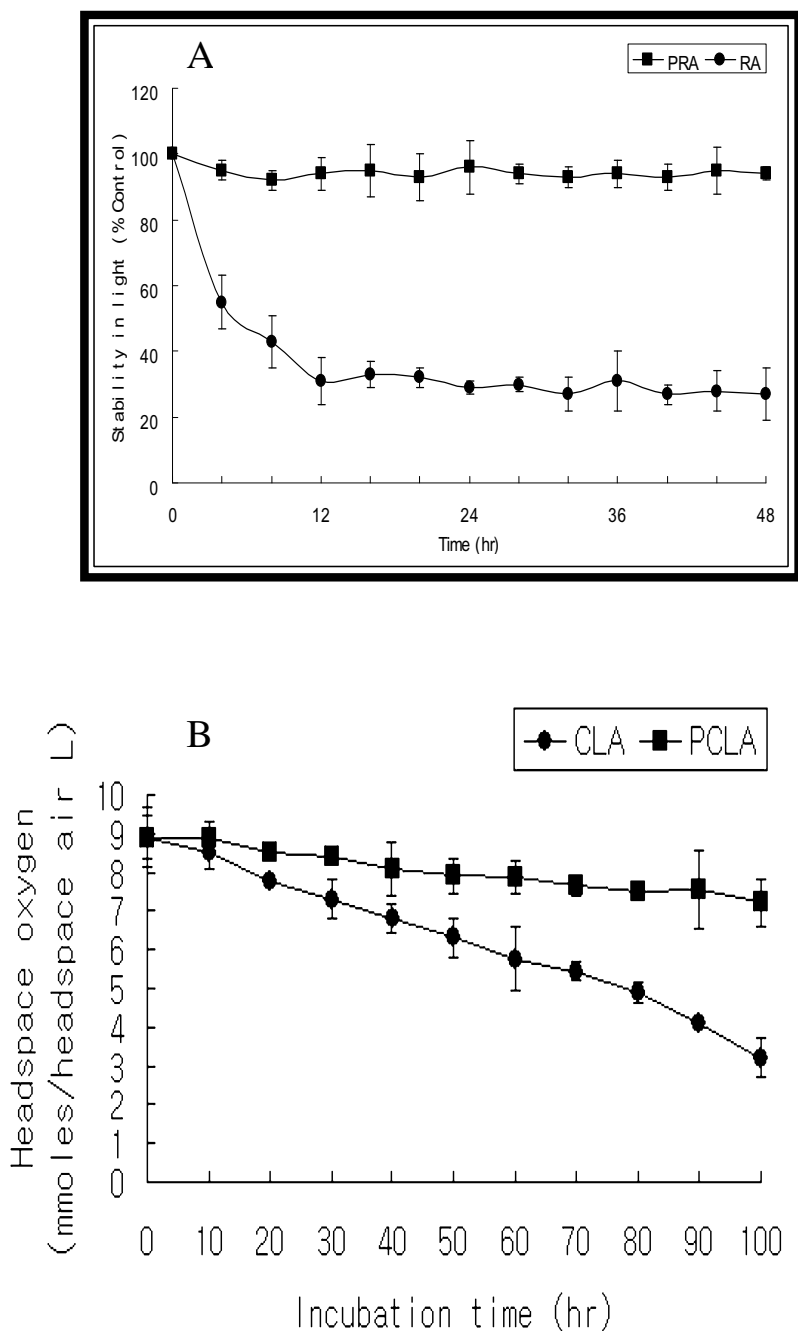 A
PRA RA
120
100
80
60
40
20
0
0 12 24 36 48
Time (hr)
Stability in light (% Control)
B
CLA PCLA
10
9
8
7
6
5
4
3
2
1
0
0 10 20 30 40 50 60 70 80 90 100
Incubation time (hr)
Headspace oxygen
(mmoles/headspace air L)